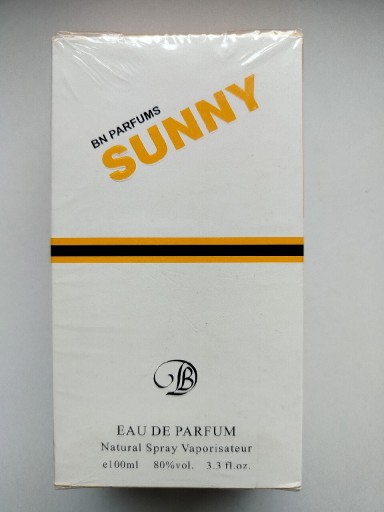 BN PARFUMS
SUNNY
EAU DE PARFUM
Natural Spray Vaporisateur
e100ml 80%vol. 3.3 fl.oz.